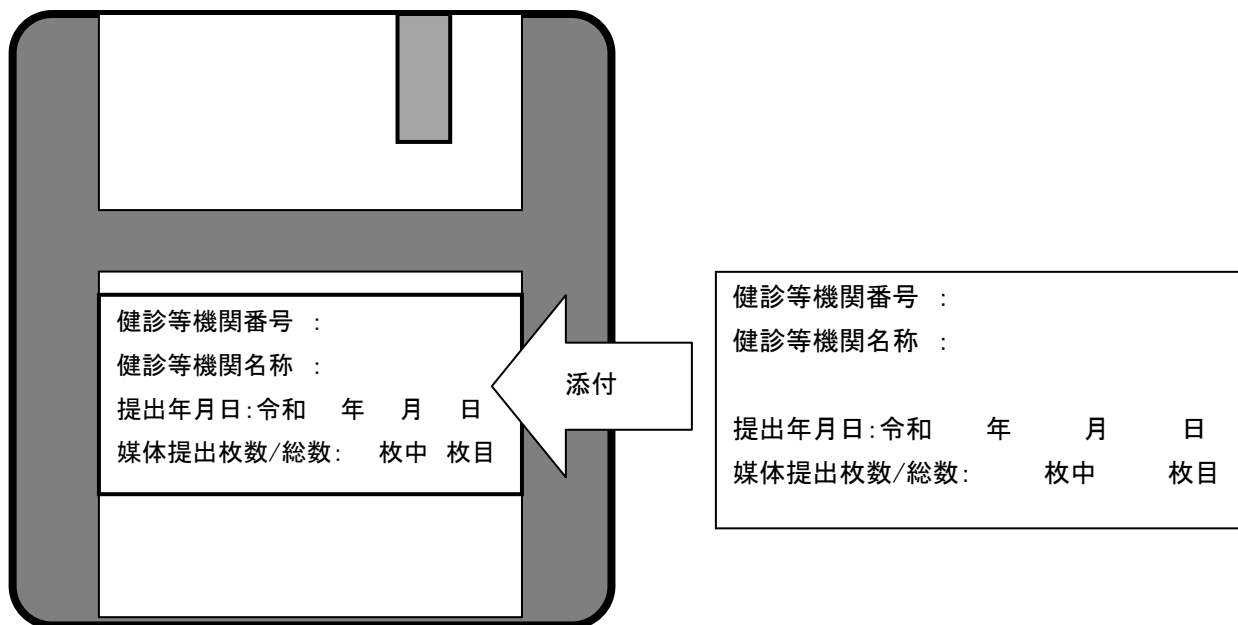 健診等機関番号 :
健診等機関名称 :
提出年月日:令和 年 月 日
媒体提出枚数/総数: 枚中 枚目
添付
健診等機関番号 :
健診等機関名称 :
提出年月日:令和 年 月 日
媒体提出枚数/総数: 枚中 枚目